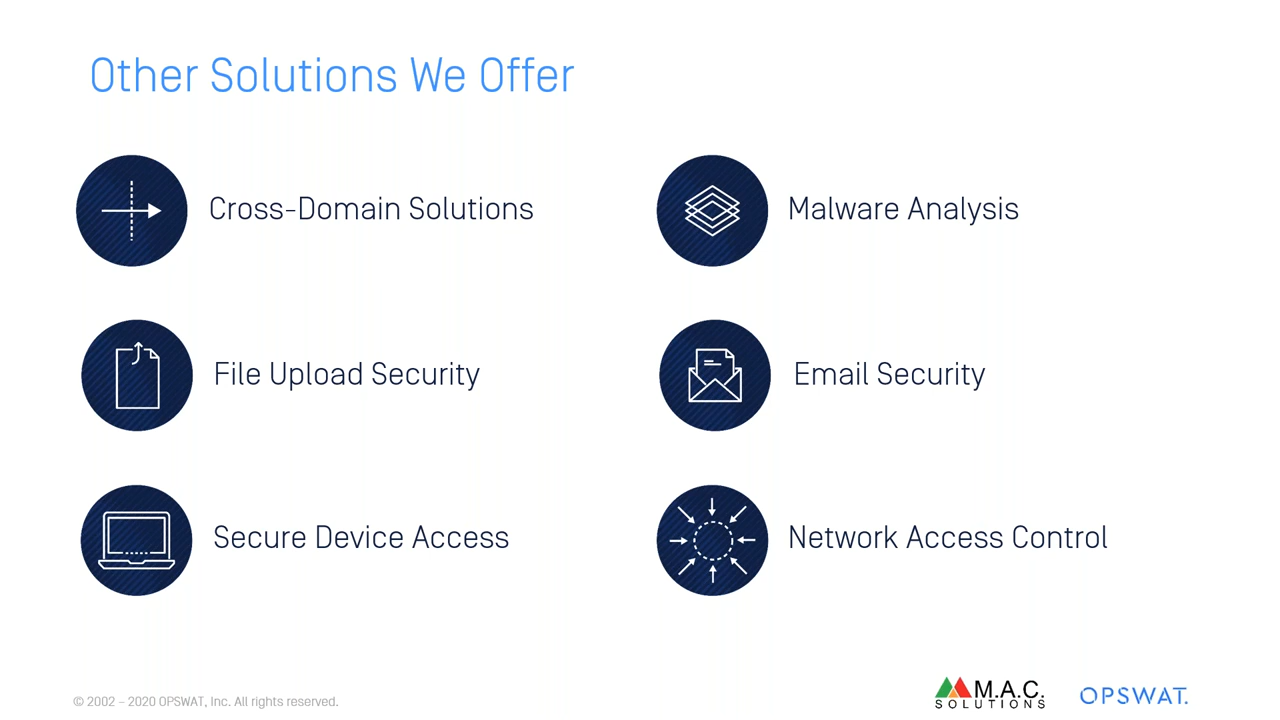 Other Solutions We Offer
Cross-Domain Solutions
Malware Analysis
File Upload Security
Email Security
Secure Device Access
Network Access Control
© 2002 - 2020 OPSWAT, Inc. All rights reserved.
M.A.C.
SOLUTIONS
OPSWAT.